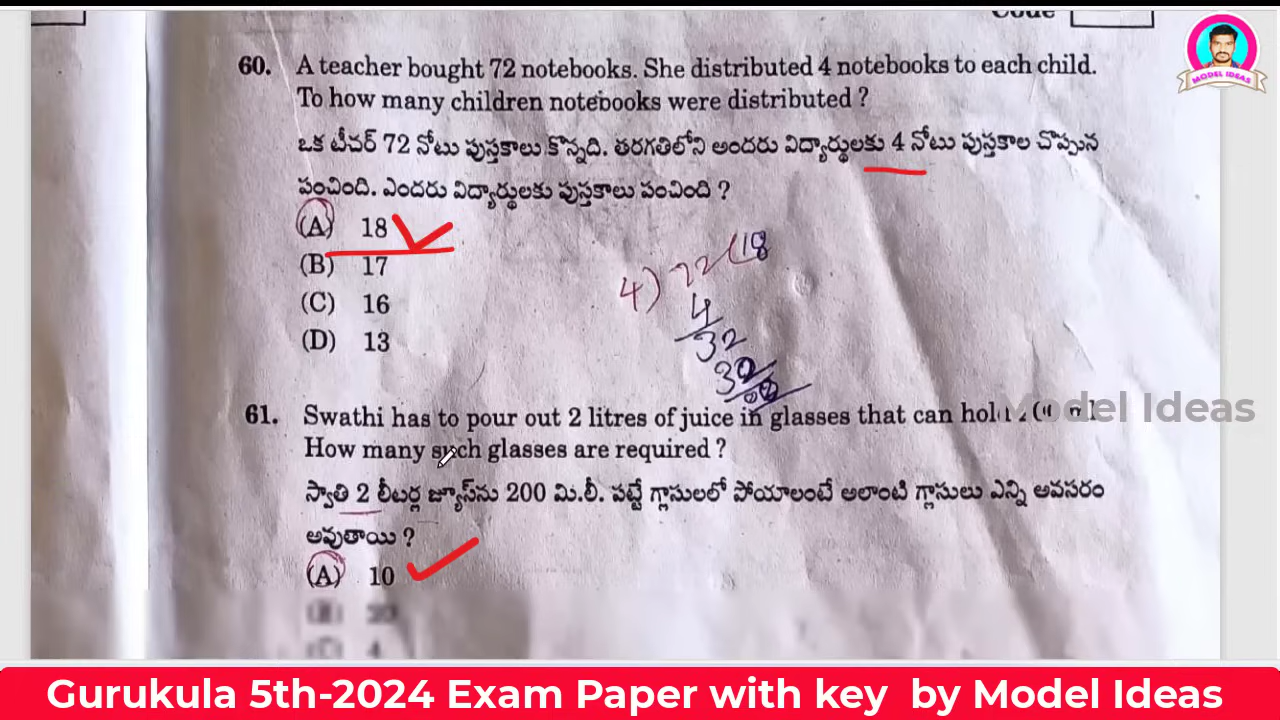 Code
MODEL IDEAS
60. A teacher bought 72 notebooks. She distributed 4 notebooks to each child.
To how many children notebooks were distributed ?
ఒక టీచర్ 72 నోటు పుస్తకాలు కొన్నది. తరగతిలోని అందరు విద్యార్థులకు 4 నోటు పుస్తకాల చొప్పున
పంచింది. ఎందరు విద్యార్థులకు పుస్తకాలు పంచింది ?
(A) 18
(B) 17
(C) 16
(D) 13
4) 72 (18
4
32
32
00
61. Swathi has to pour out 2 litres of juice in glasses that can
Model Ideas
How many such glasses are required ?
స్వాతి 2 లీటర్ల జ్యూస్‌ను 200 మి.లీ. పట్టే గ్లాసులలో పోయాలంటే అలాంటి గ్లాసులు ఎన్ని అవసరం
అవుతాయి ?
(A) 10
Gurukula 5th-2024 Exam Paper with key by Model Ideas